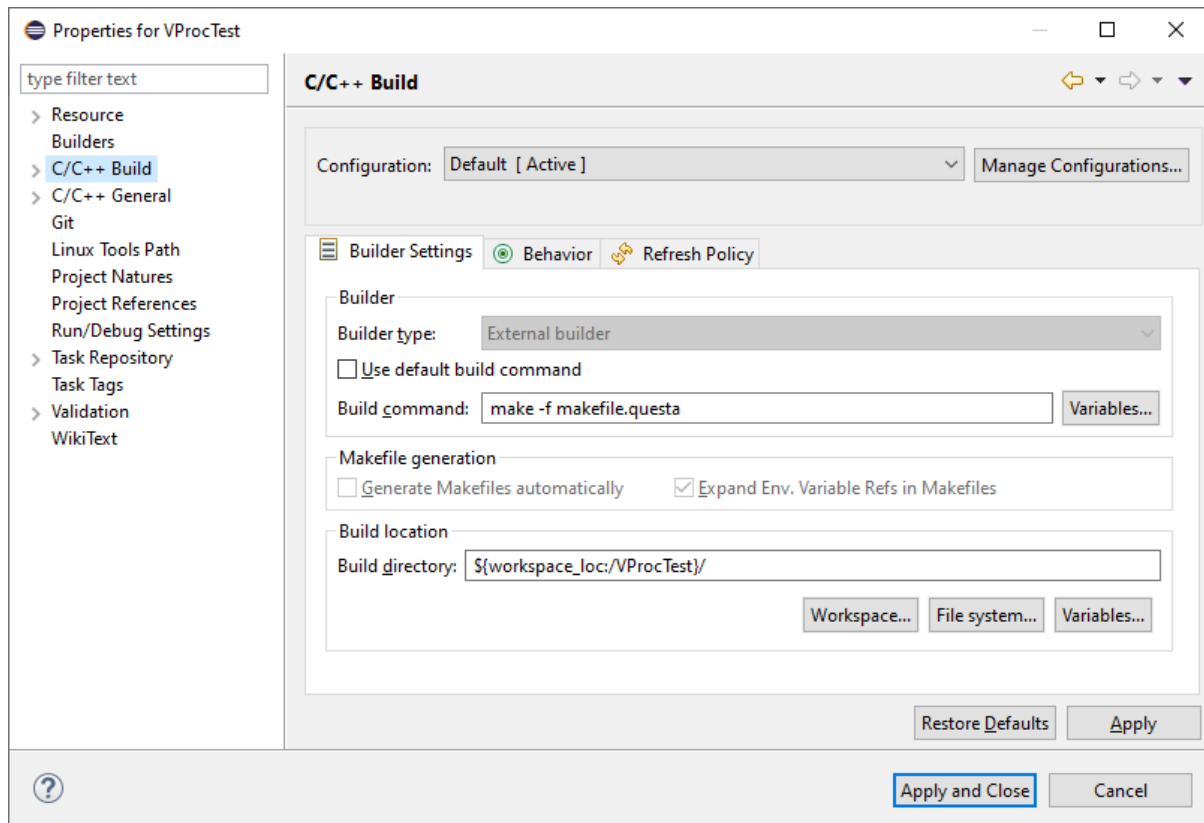 Properties for VProcTest
type filter text
Resource
Builders
C/C++ Build
C/C++ General
Git
Linux Tools Path
Project Natures
Project References
Run/Debug Settings
Task Repository
Task Tags
Validation
WikiText
C/C++ Build
Configuration: Default [ Active ] Manage Configurations...
Builder Settings Behavior Refresh Policy
Builder
Builder type: External builder
Use default build command
Build command: make -f makefile.questa Variables...
Makefile generation
Generate Makefiles automatically Expand Env. Variable Refs in Makefiles
Build location
Build directory: ${workspace_loc:/VProcTest}/
Workspace... File system... Variables...
Restore Defaults Apply
? Apply and Close Cancel